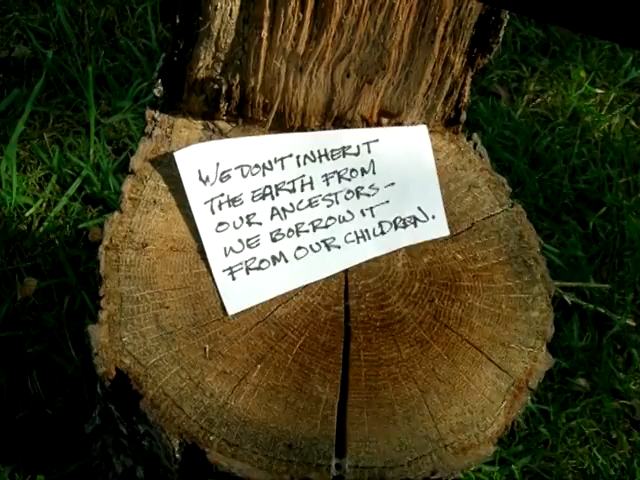 WE DON'T INHERIT
THE EARTH FROM
OUR ANCESTORS -
WE BORROW IT
FROM OUR CHILDREN.